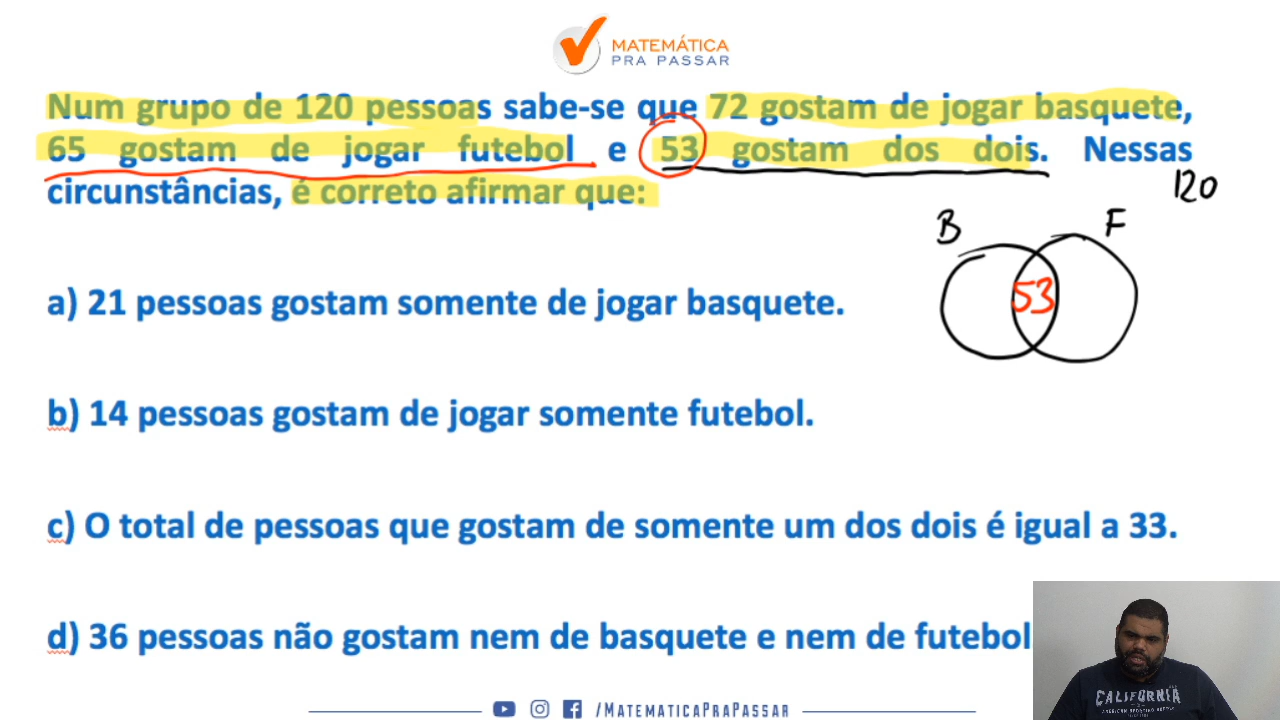 MATEMÁTICA
PRA PASSAR
Num grupo de 120 pessoas sabe-se que 72 gostam de jogar basquete,
65 gostam de jogar futebol e 53 gostam dos dois. Nessas
circunstâncias, é correto afirmar que:
120
B F
53
a) 21 pessoas gostam somente de jogar basquete.
b) 14 pessoas gostam de jogar somente futebol.
c) O total de pessoas que gostam de somente um dos dois é igual a 33.
d) 36 pessoas não gostam nem de basquete e nem de futebol
CALIFORNIA
/MATEMATICAPRAPASSAR